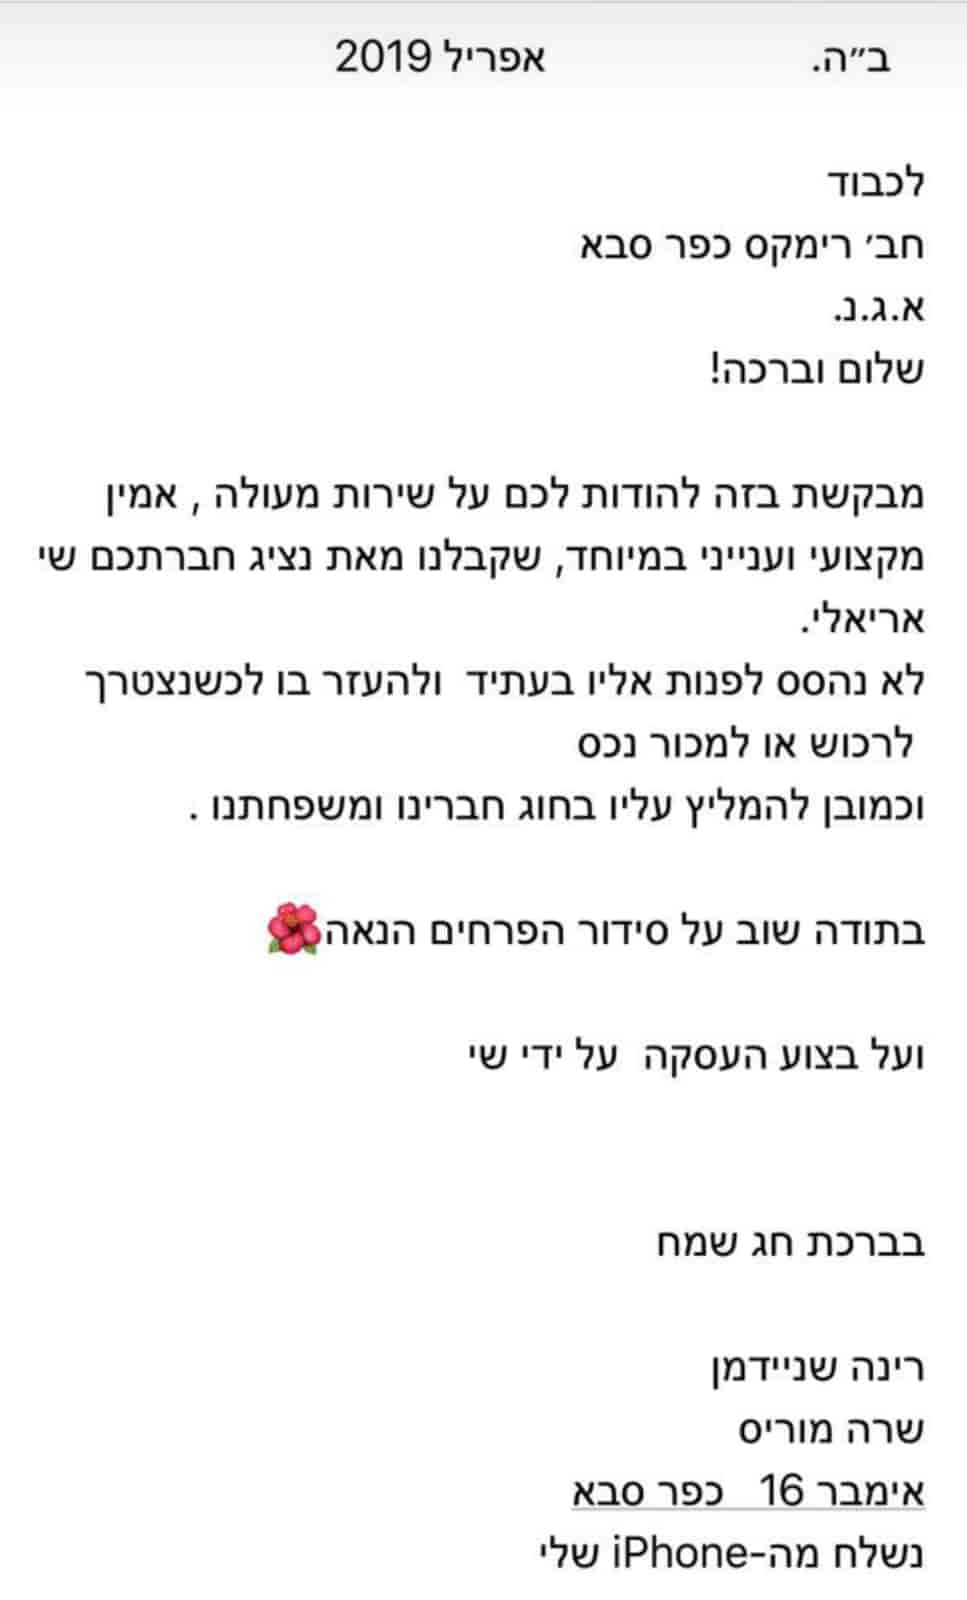 ב״ה. אפריל 2019
לכבוד
חב׳ רימקס כפר סבא
א.ג.נ.
שלום וברכה!
מבקשת בזה להודות לכם על שירות מעולה , אמין
מקצועי וענייני במיוחד, שקבלנו מאת נציג חברתכם שי
אריאלי.
לא נהסס לפנות אליו בעתיד  ולהעזר בו לכשנצטרך
לרכוש או למכור נכס
וכמובן להמליץ עליו בחוג חברינו ומשפחתנו .
בתודה שוב על סידור הפרחים הנאה🌺
ועל בצוע העסקה  על ידי שי
בברכת חג שמח
רינה שניידמן
שרה מוריס
אימבר 16   כפר סבא
נשלח מה-iPhone שלי